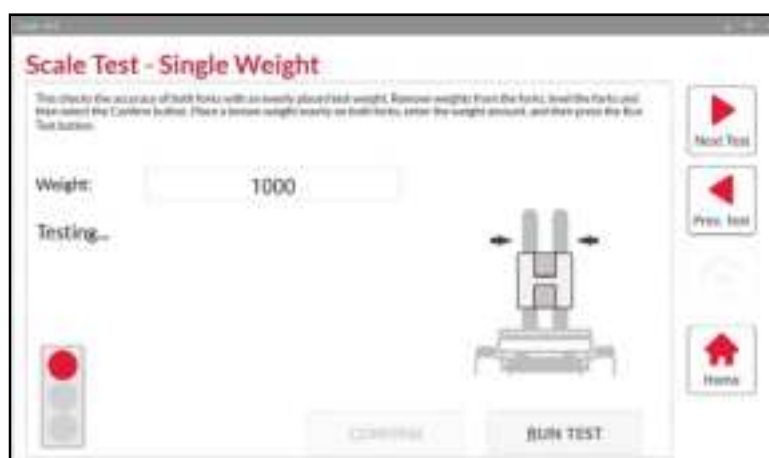 Scale Test - Single Weight
This checks the accuracy of both forks with an evenly placed test weight. Remove weights from the forks, level the forks and
then select the Confirm button. Place a known weight evenly on both forks, enter the weight amount, and then press the Run
Test button.
Next Test
Weight:
1000
Prev. Test
Testing...
Home
CONFIRM
RUN TEST